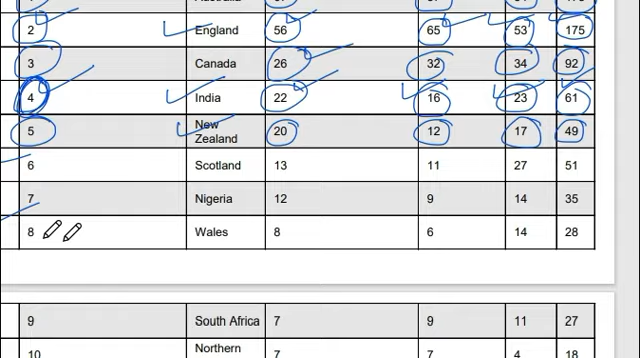 2 England 56 65 53 175
3 Canada 26 32 34 92
4 India 22 16 23 61
5 New Zealand 20 12 17 49
6 Scotland 13 11 27 51
7 Nigeria 12 9 14 35
8 Wales 8 6 14 28
9 South Africa 7 9 11 27
10 Northern 7 7 4 18